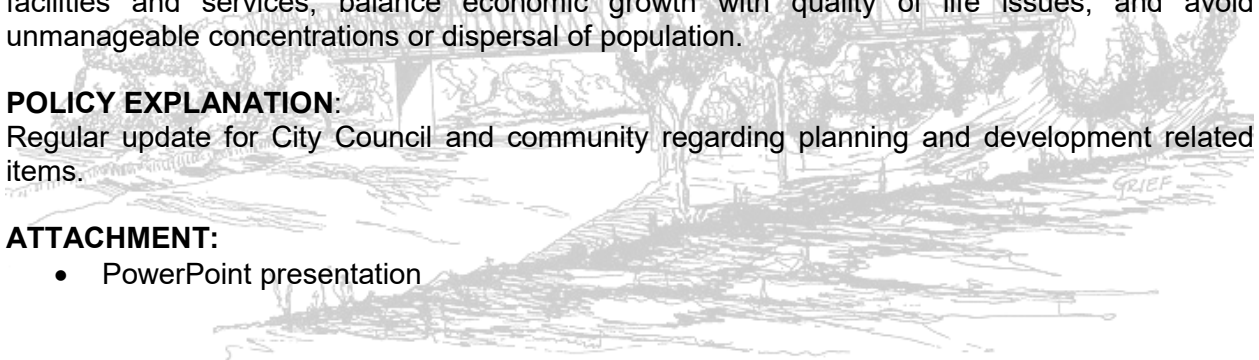 facilities and services, balance economic growth with quality of life issues, and avoid
unmanageable concentrations or dispersal of population.
POLICY EXPLANATION:
Regular update for City Council and community regarding planning and development related
items.
GRIEF
ATTACHMENT:
• PowerPoint presentation